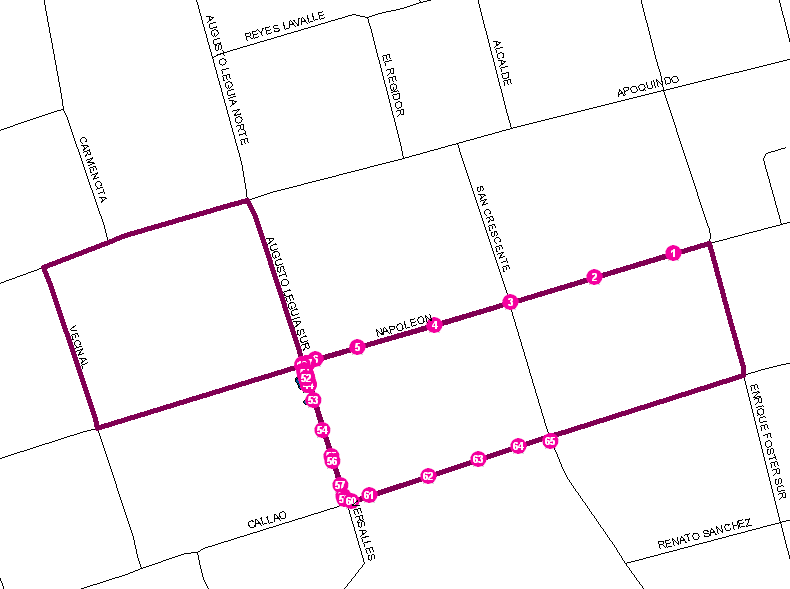 REYES LAVALLE
AUGUSTO LEGUIA NORTE
EL REGIDOR
ALCALDE
APOQUINDO
CARMENCITA
SAN CRESCENTE
AUGUSTO LEGUIA SUR
VECINAL
NAPOLEON
1
2
3
4
5
6
52
53
54
56
57
60
61
62
63
64
65
CALLAO
VERSALLES
ENRIQUE FOSTER SUR
RENATO SANCHEZ